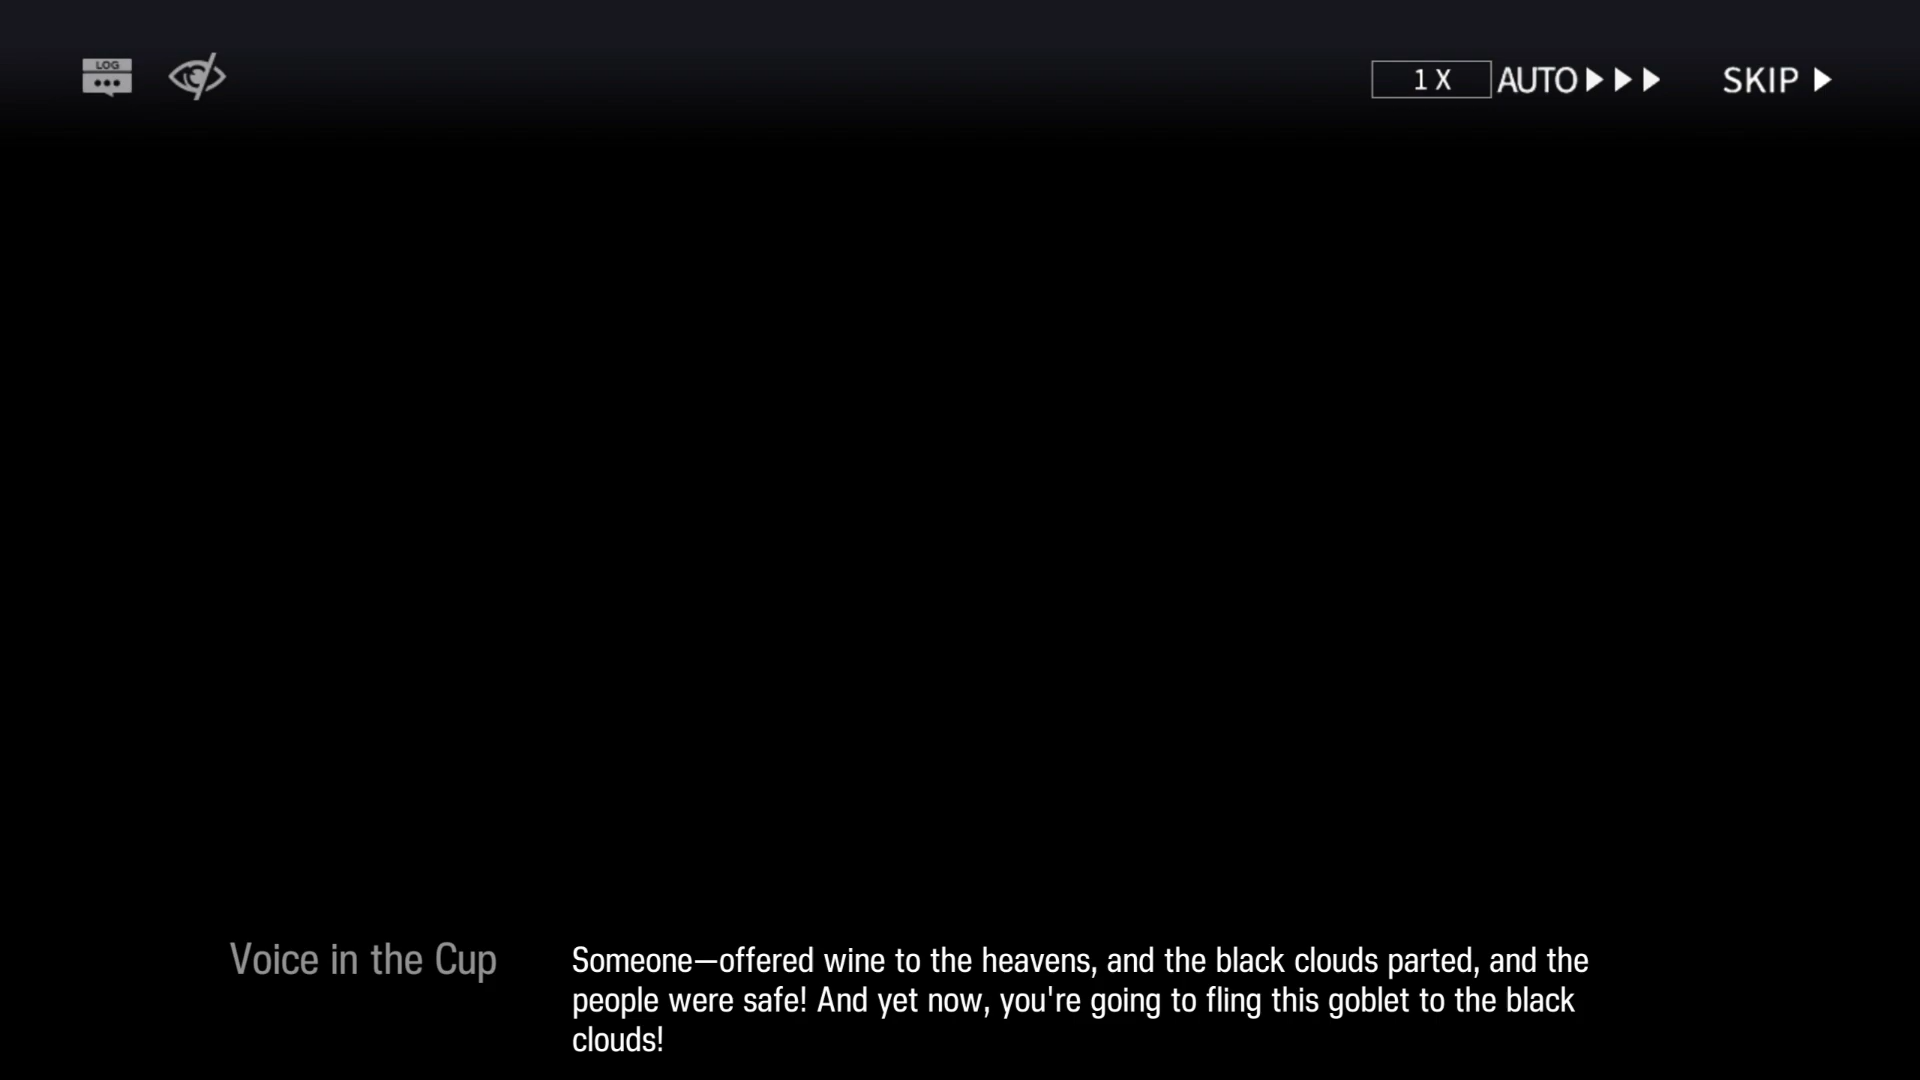 LOG
1 X AUTO SKIP
Voice in the Cup
Someone—offered wine to the heavens, and the black clouds parted, and the
people were safe! And yet now, you're going to fling this goblet to the black
clouds!